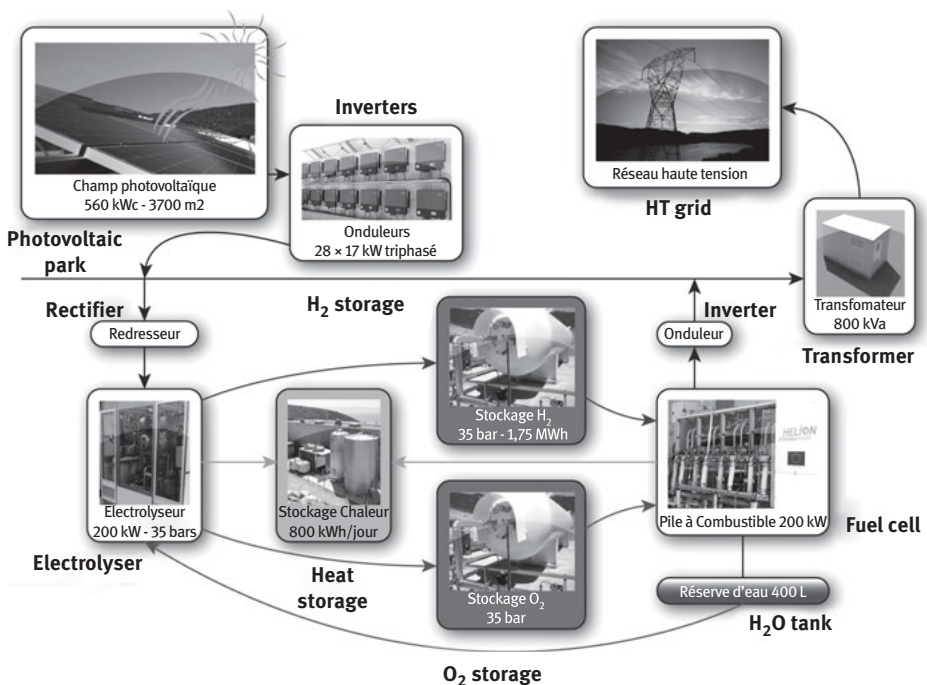 Inverters
Champ photovoltaïque
560 kWc - 3700 m2
Onduleurs
28 × 17 kW triphasé
Réseau haute tension
HT grid
Photovoltaic
park
Rectifier
H₂ storage
Inverter
Transfomateur
800 kVa
Transformer
Redresseur
Onduleur
Stockage H₂
35 bar - 1,75 MWh
HELION
Electrolyseur
200 kW - 35 bars
Stockage Chaleur
800 kWh/jour
Pile à Combustible 200 kW
Fuel cell
Electrolyser
Heat
storage
Stockage O₂
35 bar
Réserve d'eau 400 L
H₂O tank
O₂ storage